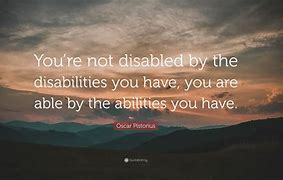 You're not disabled by the
disabilities you have, you are
able by the abilities you have.
Oscar Pistorius